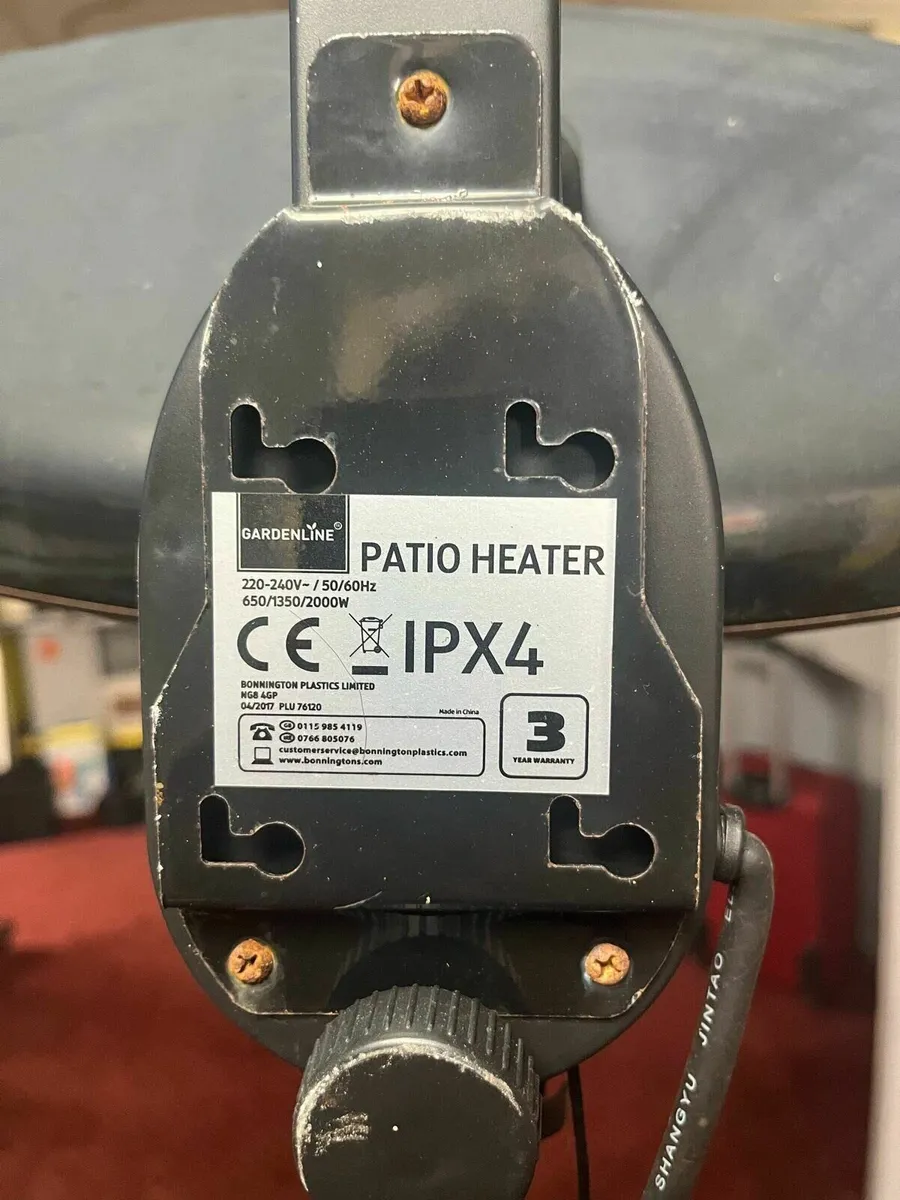 GARDENLINE®
PATIO HEATER
220-240V~ / 50/60Hz
650/1350/2000W
CE IPX4
BONNINGTON PLASTICS LIMITED
NG8 4GP
04/2017 PLU 76120
Made in China
GB 0115 985 4119
IRE 0766 805076
customerservice@bonningtonplastics.com
www.bonningtons.com
3
YEAR WARRANTY
SHANGYU JINTAO